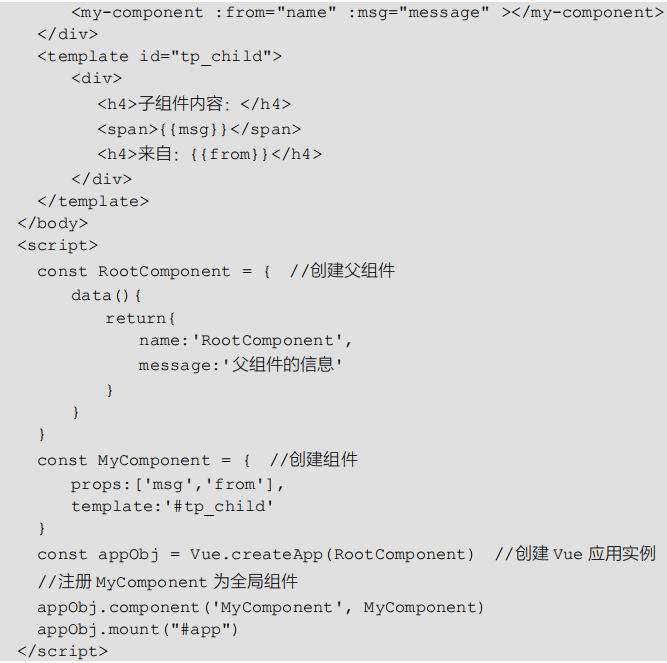 <my-component :from="name" :msg="message" ></my-component>
</div>
<template id="tp_child">
<div>
<h4>子组件内容：</h4>
<span>{{msg}}</span>
<h4>来自：{{from}}</h4>
</div>
</template>
</body>
<script>
const RootComponent = { //创建父组件
data(){
return{
name:'RootComponent',
message:'父组件的信息'
}
}
}
const MyComponent = { //创建组件
props:['msg','from'],
template:'#tp_child'
}
const appObj = Vue.createApp(RootComponent) //创建 Vue 应用实例
//注册 MyComponent 为全局组件
appObj.component('MyComponent', MyComponent)
appObj.mount("#app")
</script>